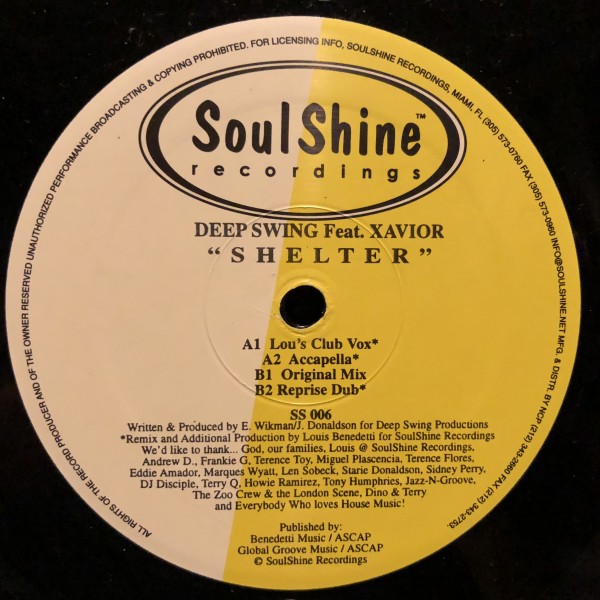 ALL RIGHTS OF THE RECORD PRODUCER AND OF THE OWNER RESERVED UNAUTHORIZED PERFORMANCE BROADCASTING & COPYING PROHIBITED. FOR LICENSING INFO, SOULSHINE RECORDINGS, MIAMI, FL (305) 573-0760 FAX (305) 573-0960 INFO@SOULSHINE.NET MFG. & DISTR. BY NCP (212) 343-2660 FAX (212) 343-2753.
SoulShine™
recordings
DEEP SWING Feat. XAVIOR
"SHELTER"
A1 Lou's Club Vox*
A2 Accapella*
B1 Original Mix
B2 Reprise Dub*
SS 006
Written & Produced by E. Wikman/J. Donaldson for Deep Swing Productions
*Remix and Additional Production by Louis Benedetti for SoulShine Recordings
We'd like to thank... God, our families, Louis @ SoulShine Recordings,
Andrew D., Frankie G, Terence Toy, Miguel Plascencia, Terence Flores,
Eddie Amador, Marques Wyatt, Len Sobeck, Starie Donaldson, Sidney Perry,
DJ Disciple, Terry Q, Howie Ramirez, Tony Humphries, Jazz-N-Groove,
The Zoo Crew & the London Scene, Dino & Terry
and Everybody Who loves House Music!
Published by:
Benedetti Music / ASCAP
Global Groove Music / ASCAP
© SoulShine Recordings